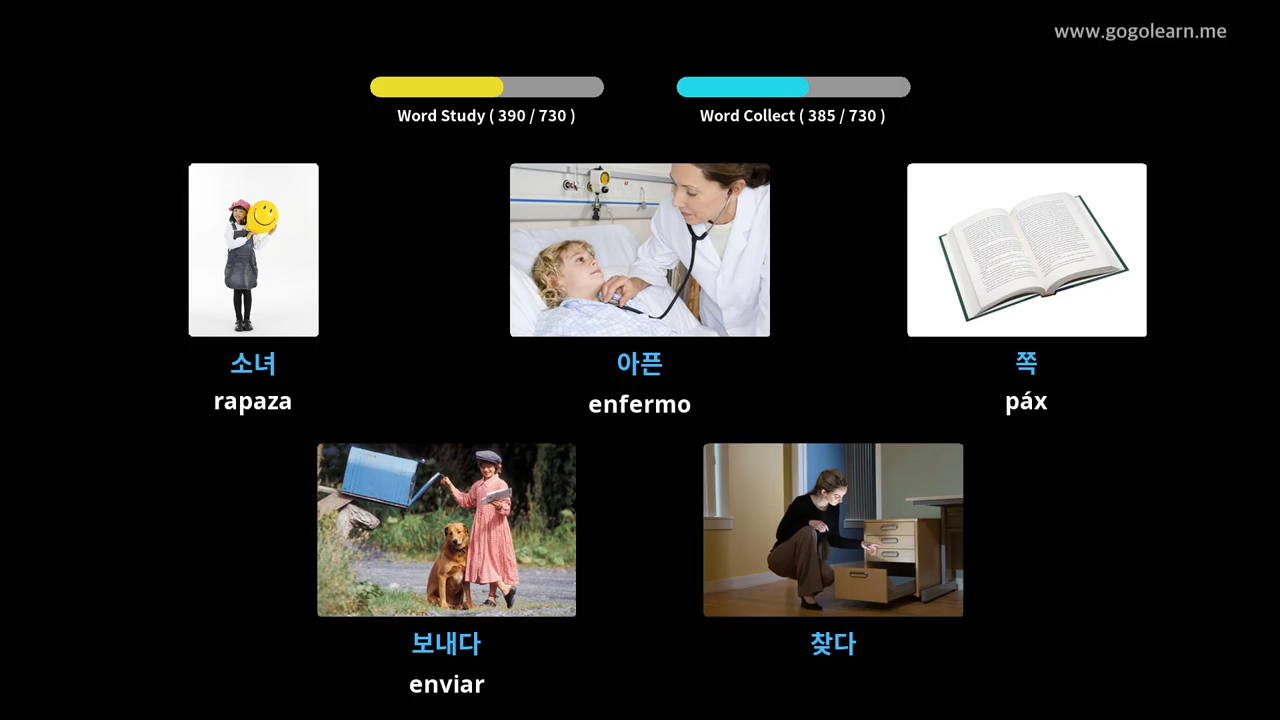 www.gogolearn.me
Word Study ( 390 / 730 )
Word Collect ( 385 / 730 )
소녀
rapaza
아픈
enfermo
쪽
páx
보내다
enviar
찾다